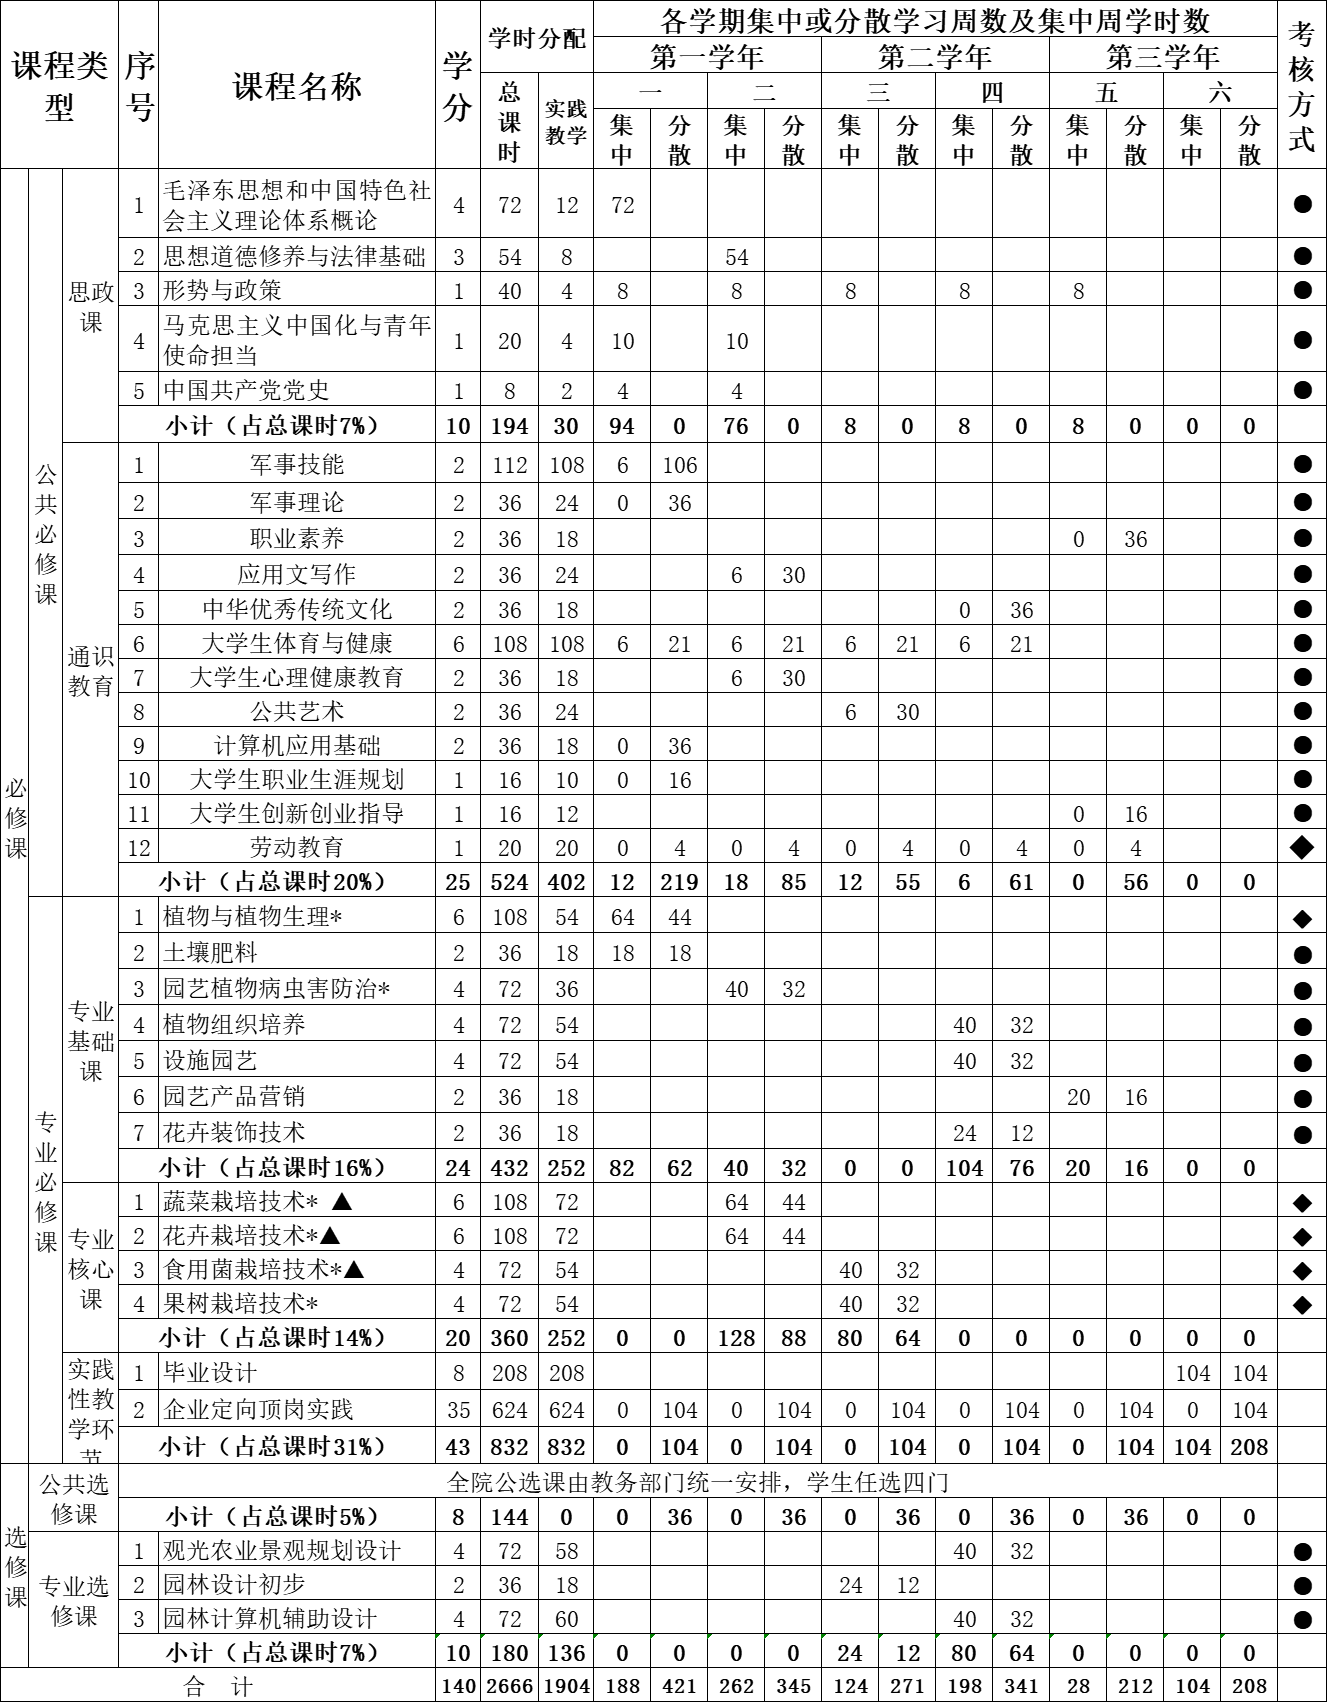 课程类型 序号 课程名称 学分 学时分配 各学期集中或分散学习周数及集中周学时数 考核方式
第一学年 第二学年 第三学年
总课时 实践教学 一 二 三 四 五 六
集中 分散 集中 分散 集中 分散 集中 分散 集中 分散 集中 分散
必修课 公共必修课 思政课
1 毛泽东思想和中国特色社会主义理论体系概论 4 72 12 72 ●
2 思想道德修养与法律基础 3 54 8 54 ●
3 形势与政策 1 40 4 8 8 8 8 8 ●
4 马克思主义中国化与青年使命担当 1 20 4 10 10 ●
5 中国共产党党史 1 8 2 4 4 ●
小计（占总课时7%） 10 194 30 94 0 76 0 8 0 8 0 8 0 0 0
通识教育
1 军事技能 2 112 108 6 106 ●
2 军事理论 2 36 24 0 36 ●
3 职业素养 2 36 18 0 36 ●
4 应用文写作 2 36 24 6 30 ●
5 中华优秀传统文化 2 36 18 0 36 ●
6 大学生体育与健康 6 108 108 6 21 6 21 6 21 6 21 ●
7 大学生心理健康教育 2 36 18 6 30 ●
8 公共艺术 2 36 24 6 30 ●
9 计算机应用基础 2 36 18 0 36 ●
10 大学生职业生涯规划 1 16 10 0 16 ●
11 大学生创新创业指导 1 16 12 0 16 ●
12 劳动教育 1 20 20 0 4 0 4 0 4 0 4 0 4 ◆
小计（占总课时20%） 25 524 402 12 219 18 85 12 55 6 61 0 56 0 0
专业必修课 专业基础课
1 植物与植物生理* 6 108 54 64 44 ◆
2 土壤肥料 2 36 18 18 18 ●
3 园艺植物病虫害防治* 4 72 36 40 32 ●
4 植物组织培养 4 72 54 40 32 ●
5 设施园艺 4 72 54 40 32 ●
6 园艺产品营销 2 36 18 20 16 ●
7 花卉装饰技术 2 36 18 24 12 ●
小计（占总课时16%） 24 432 252 82 62 40 32 0 0 104 76 20 16 0 0
专业核心课
1 蔬菜栽培技术* ▲ 6 108 72 64 44 ◆
2 花卉栽培技术*▲ 6 108 72 64 44 ◆
3 食用菌栽培技术*▲ 4 72 54 40 32 ◆
4 果树栽培技术* 4 72 54 40 32 ◆
小计（占总课时14%） 20 360 252 0 0 128 88 80 64 0 0 0 0 0 0
实践性教学环节
1 毕业设计 8 208 208 104 104
2 企业定向顶岗实践 35 624 624 0 104 0 104 0 104 0 104 0 104 0 104
小计（占总课时31%） 43 832 832 0 104 0 104 0 104 0 104 0 104 104 208
选修课 公共选修课
全院公选课由教务部门统一安排，学生任选四门
小计（占总课时5%） 8 144 0 0 36 0 36 0 36 0 36 0 36 0 0
专业选修课
1 观光农业景观规划设计 4 72 58 40 32 ●
2 园林设计初步 2 36 18 24 12 ●
3 园林计算机辅助设计 4 72 60 40 32 ●
小计（占总课时7%） 10 180 136 0 0 0 0 24 12 80 64 0 0 0 0
合 计 140 2666 1904 188 421 262 345 124 271 198 341 28 212 104 208